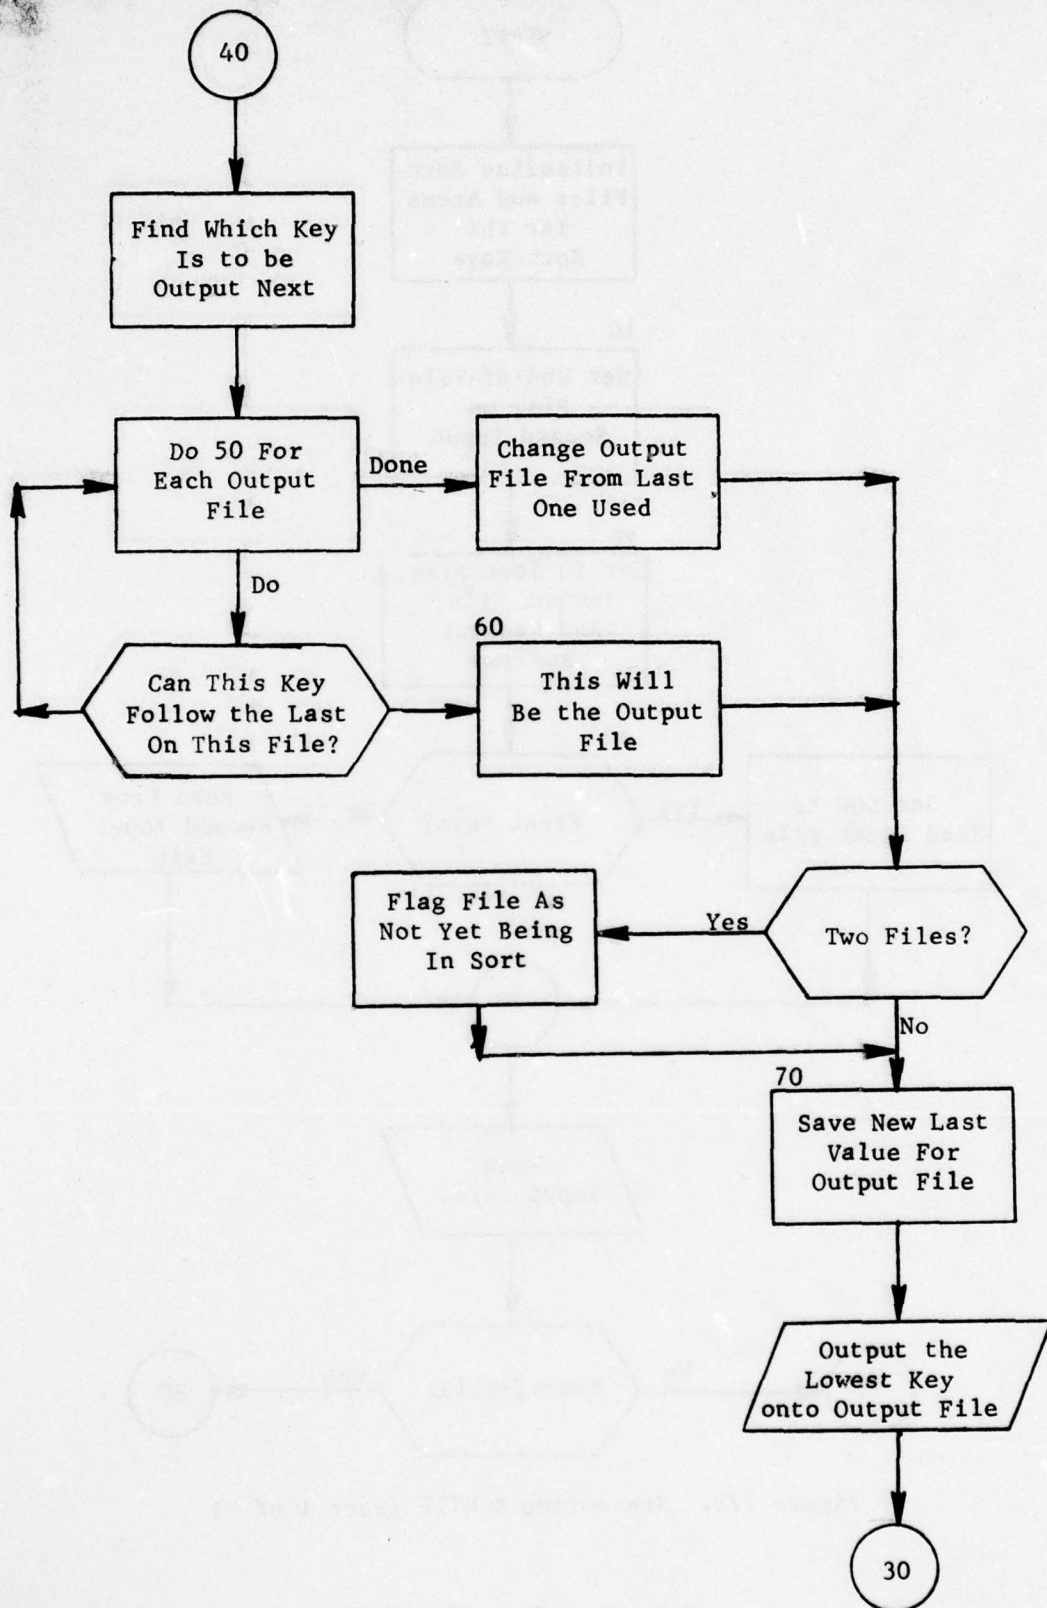 40
Find Which Key
Is to be
Output Next
Do 50 For
Each Output
File
Done
Change Output
File From Last
One Used
Do
Can This Key
Follow the Last
On This File?
60
This Will
Be the Output
File
Two Files?
Yes
Flag File As
Not Yet Being
In Sort
No
70
Save New Last
Value For
Output File
Output the
Lowest Key
onto Output File
30